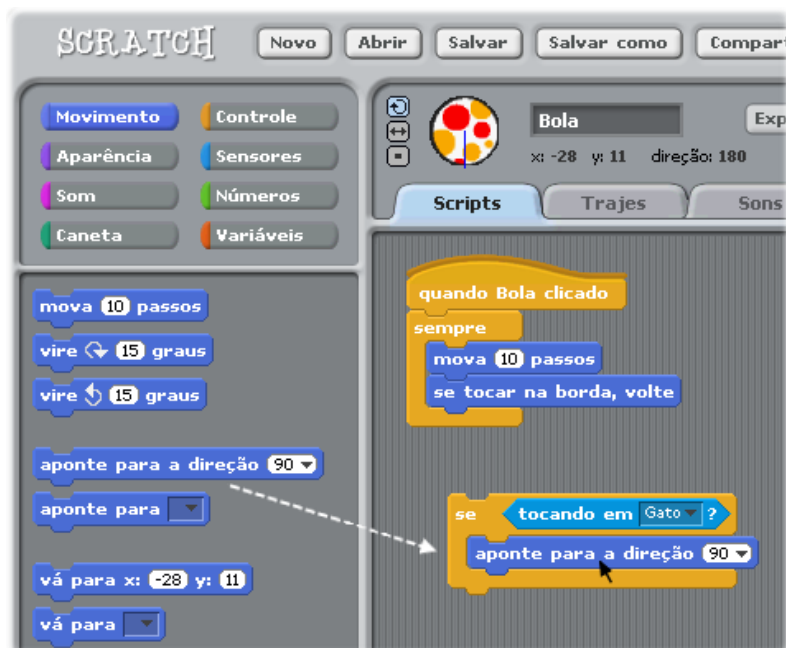 SCRATCH Novo Abrir Salvar Salvar como Compart
Movimento Controle
Aparência Sensores
Som Números
Caneta Variáveis
Bola Exp
x: -28 y: 11 direção: 180
Scripts Trajes Sons
mova 10 passos
vire 15 graus
vire 15 graus
aponte para a direção 90
aponte para
vá para x: -28 y: 11
vá para
quando Bola clicado
sempre
mova 10 passos
se tocar na borda, volte
se tocando em Gato ?
aponte para a direção 90